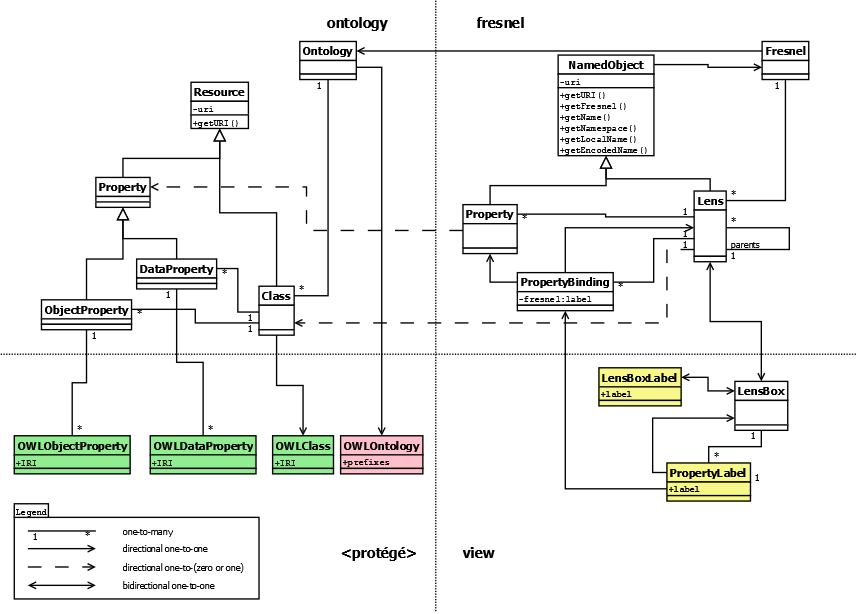 ontology
fresnel
Ontology
1
Fresnel
1
NamedObject
-uri
+getURI()
+getFresnel()
+getName()
+getNamespace()
+getLocalName()
+getEncodedName()
Resource
-uri
+getURI()
Property
Property
*
Lens
*
1
*
1
1
parents
1
DataProperty
*
1
PropertyBinding
*
-fresnel:label
Class
*
1
1
ObjectProperty
*
1
LensBoxLabel
+label
LensBox
1
*
*
*
OWLObjectProperty
+IRI
OWLDataProperty
+IRI
OWLClass
+IRI
OWLOntology
+prefixes
PropertyLabel
1
+label
Legend
1
*
one-to-many
directional one-to-one
directional one-to-(zero or one)
bidirectional one-to-one
<protégé>
view